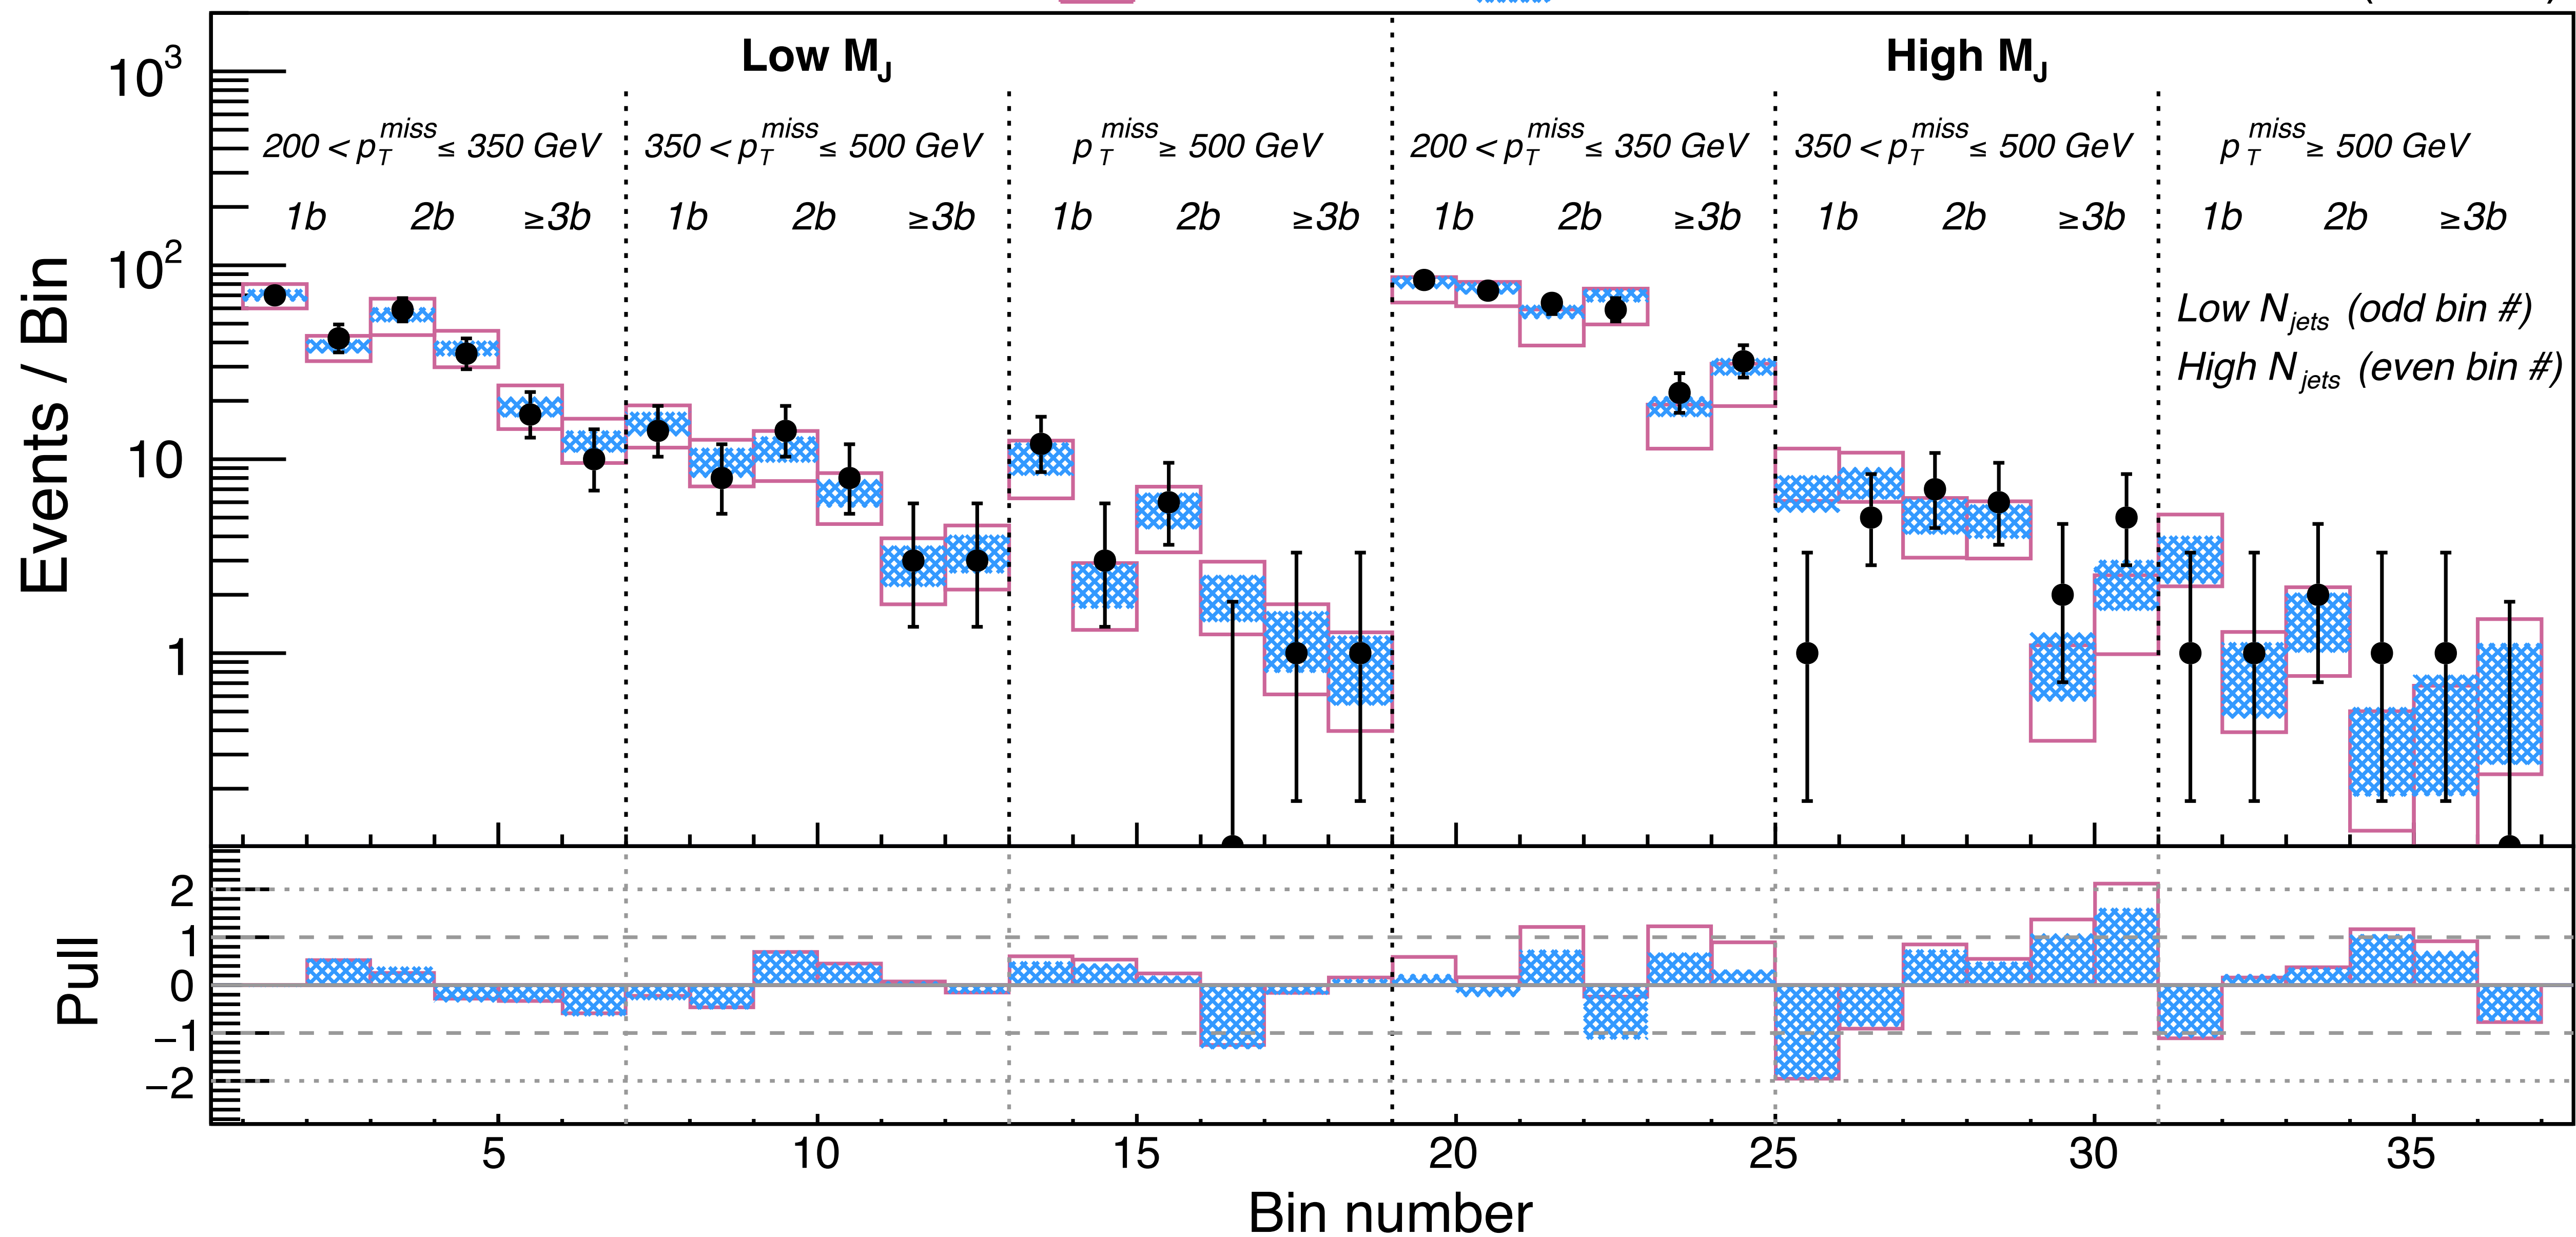 Low M_J High M_J
10^3
200 < p_T^miss ≤ 350 GeV 350 < p_T^miss ≤ 500 GeV p_T^miss ≥ 500 GeV 200 < p_T^miss ≤ 350 GeV 350 < p_T^miss ≤ 500 GeV p_T^miss ≥ 500 GeV
1b 2b ≥3b 1b 2b ≥3b 1b 2b ≥3b 1b 2b ≥3b 1b 2b ≥3b 1b 2b ≥3b
10^2
Low N_jets (odd bin #)
High N_jets (even bin #)
10
1
Events / Bin
2
1
0
−1
−2
Pull
5 10 15 20 25 30 35
Bin number